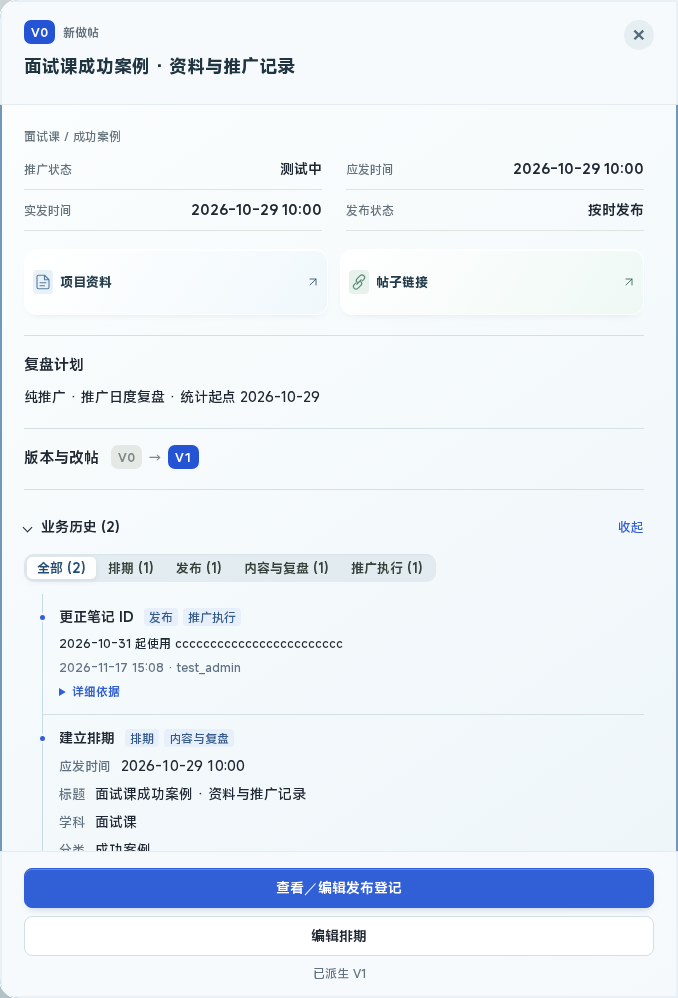 V0 新做帖
面试课成功案例 · 资料与推广记录
面试课 / 成功案例
推广状态 测试中 应发时间 2026-10-29 10:00
实发时间 2026-10-29 10:00 发布状态 按时发布
项目资料 帖子链接
复盘计划
纯推广 · 推广日度复盘 · 统计起点 2026-10-29
版本与改帖 V0 → V1
业务历史 (2) 收起
全部 (2) 排期 (1) 发布 (1) 内容与复盘 (1) 推广执行 (1)
更正笔记 ID 发布 推广执行
2026-10-31 起使用 cccccccccccccccccccccccc
2026-11-17 15:08 · test_admin
详细依据
建立排期 排期 内容与复盘
应发时间 2026-10-29 10:00
标题 面试课成功案例 · 资料与推广记录
学科 面试课
分类 成功案例
查看／编辑发布登记
编辑排期
已派生 V1